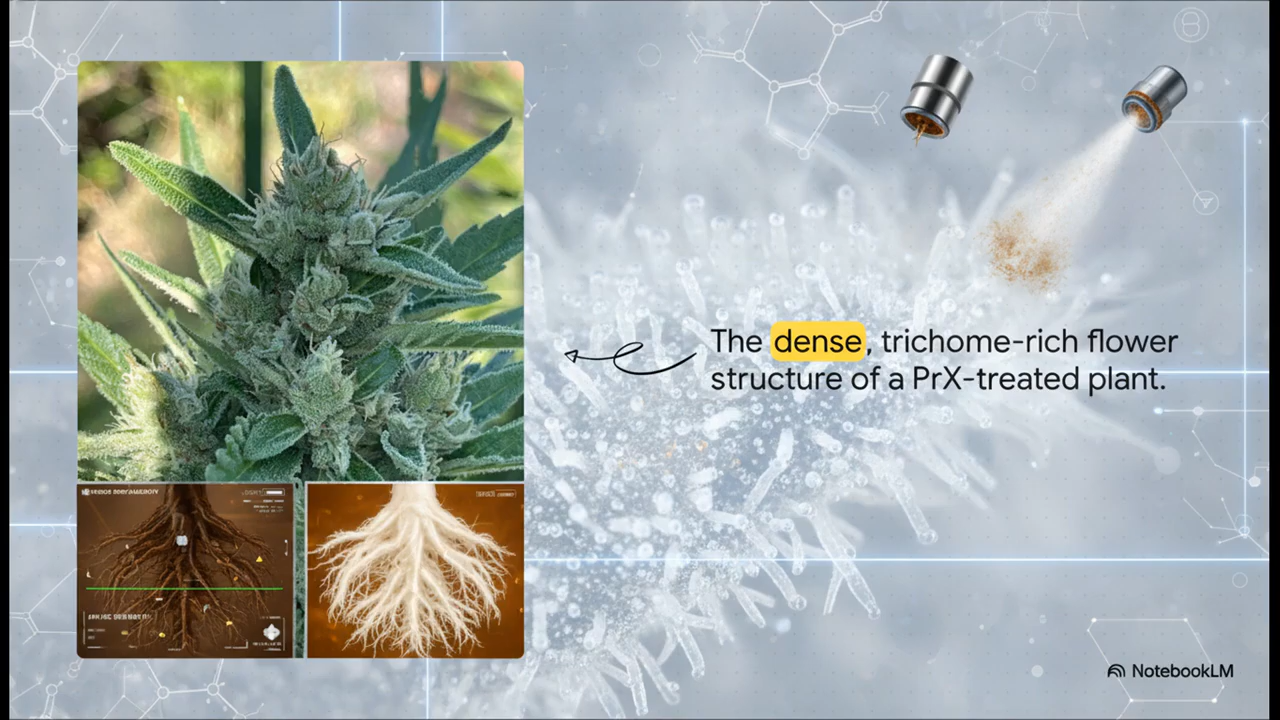 The dense, trichome-rich flower
structure of a PrX-treated plant.
NotebookLM